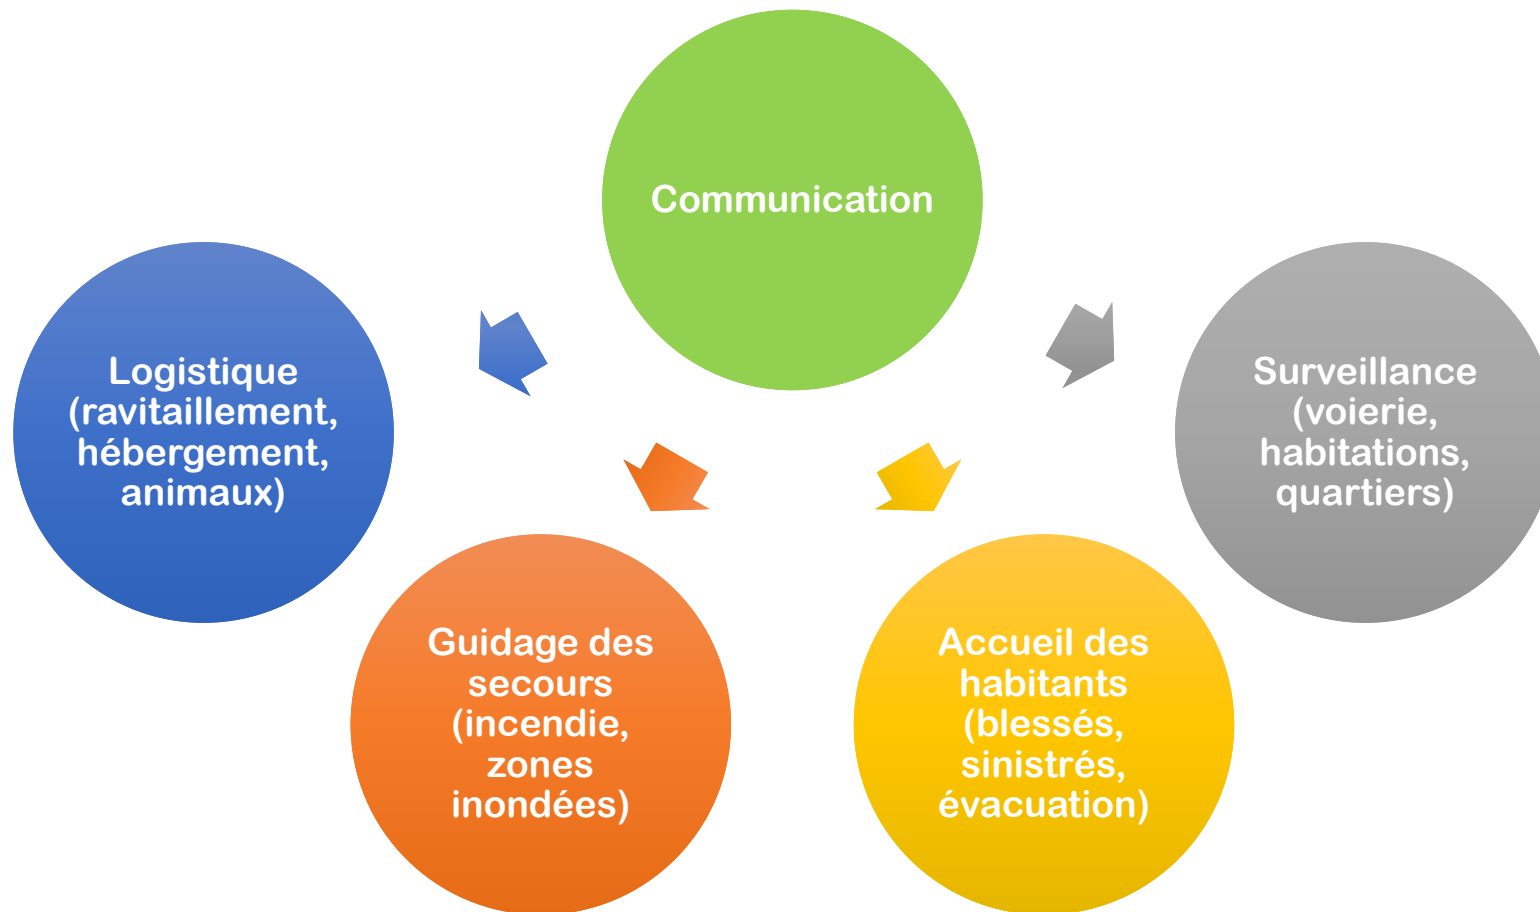 Communication
Logistique
(ravitaillement,
hébergement,
animaux)
Surveillance
(voierie,
habitations,
quartiers)
Guidage des
secours
(incendie,
zones
inondées)
Accueil des
habitants
(blessés,
sinistrés,
évacuation)